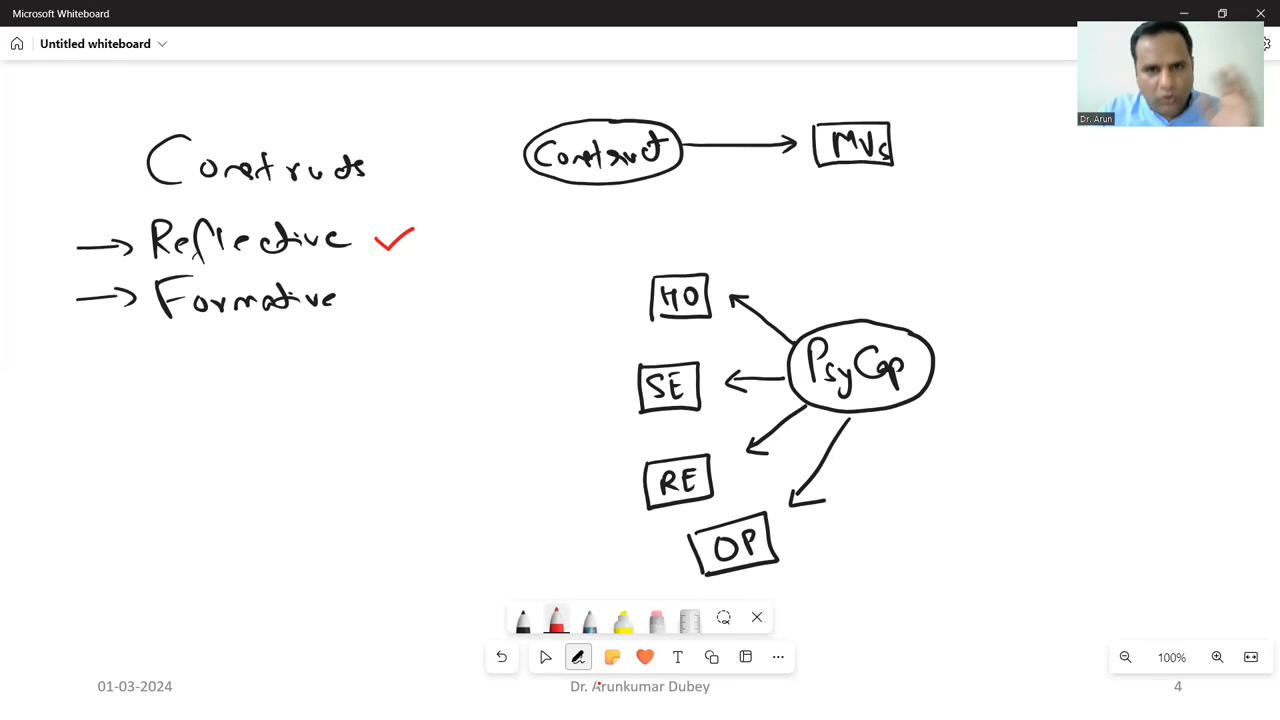 Microsoft Whiteboard
Untitled whiteboard
Dr. Arun
Constructs
Reflective
Formative
Construct
MVs
HO
SE
RE
OP
PsyCap
100%
01-03-2024
Dr. Arunkumar Dubey
4